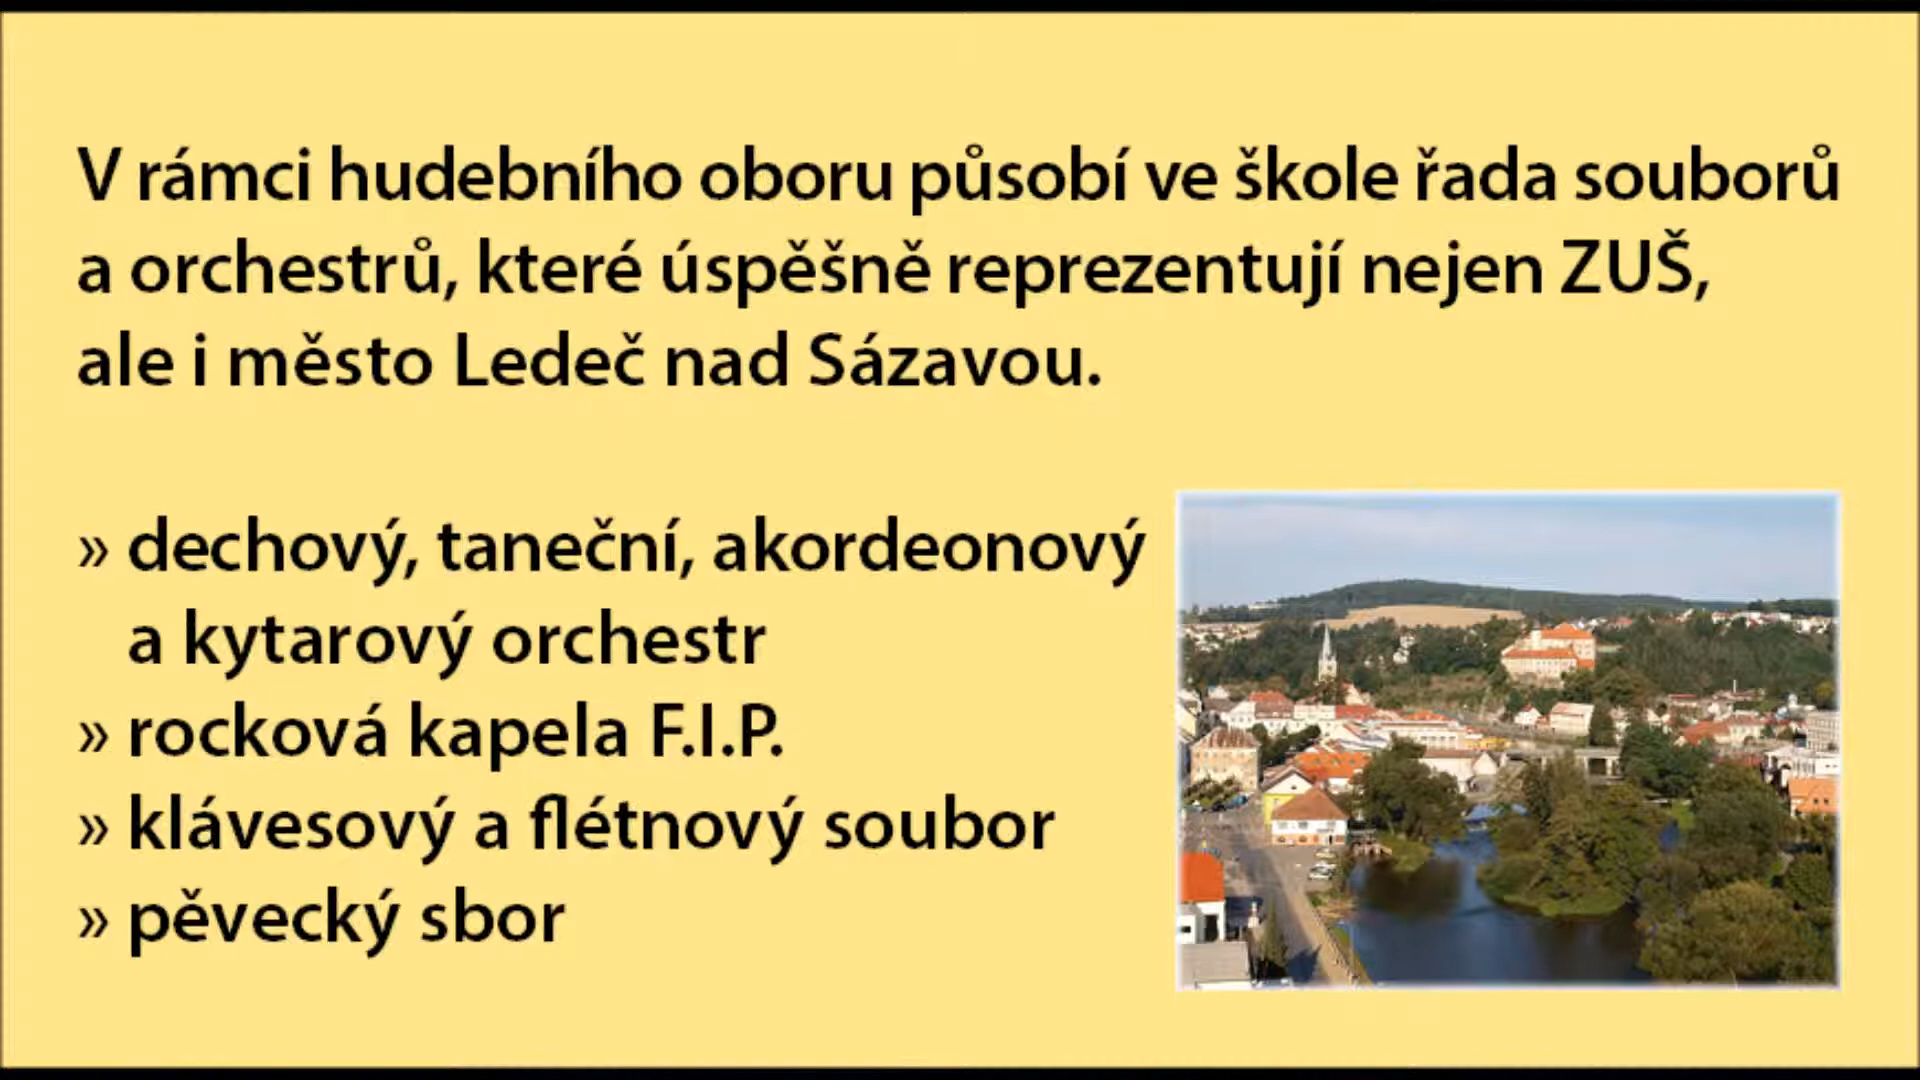 V rámci hudebního oboru působí ve škole řada souborů
a orchestrů, které úspěšně reprezentují nejen ZUŠ,
ale i město Ledeč nad Sázavou.
» dechový, taneční, akordeonový
a kytarový orchestr
» rocková kapela F.I.P.
» klávesový a flétnový soubor
» pěvecký sbor